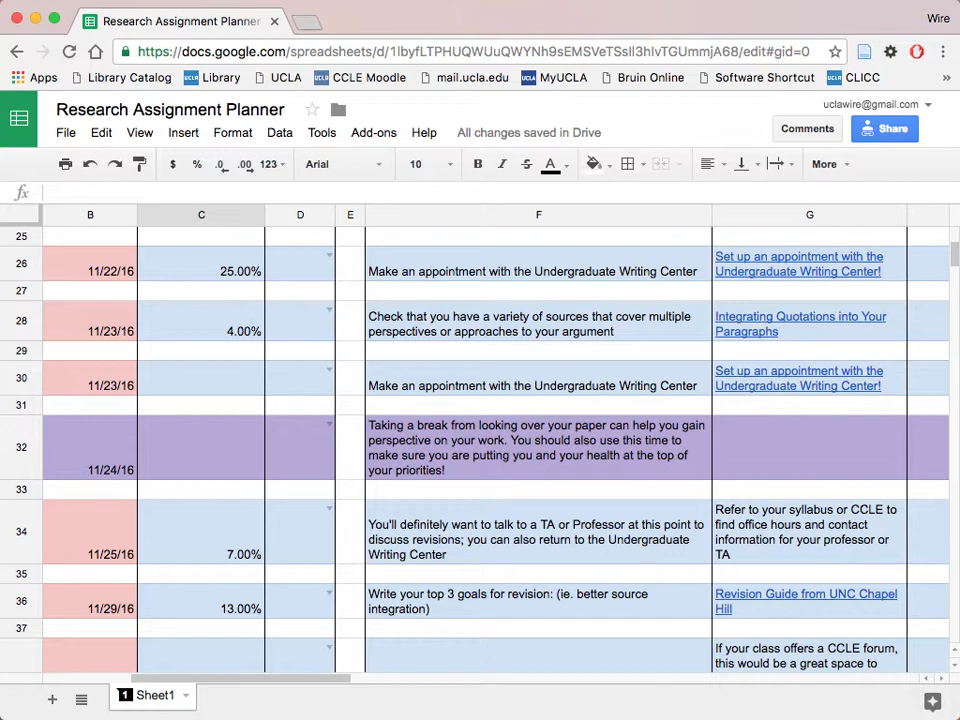 Research Assignment Planner
Wire
https://docs.google.com/spreadsheets/d/1lbyfLTPHUQWUuQWYNh9sEMSVeTSsIl3hlvTGUmmjA68/edit#gid=0
Apps Library Catalog UCLA Library UCLA CCLE Moodle mail.ucla.edu MyUCLA Bruin Online Software Shortcut CLICC »
Research Assignment Planner
uclawire@gmail.com
File Edit View Insert Format Data Tools Add-ons Help All changes saved in Drive
Comments Share
$ % .0 .00 123 Arial 10 B I S A More
fx
B C D E F G
25
26 11/22/16 25.00% Make an appointment with the Undergraduate Writing Center
Set up an appointment with the
Undergraduate Writing Center!
27
28 11/23/16 4.00%
Check that you have a variety of sources that cover multiple
perspectives or approaches to your argument
Integrating Quotations into Your
Paragraphs
29
30 11/23/16 Make an appointment with the Undergraduate Writing Center
Set up an appointment with the
Undergraduate Writing Center!
31
32 11/24/16
Taking a break from looking over your paper can help you gain
perspective on your work. You should also use this time to
make sure you are putting you and your health at the top of
your priorities!
33
34 11/25/16 7.00%
You'll definitely want to talk to a TA or Professor at this point to
discuss revisions; you can also return to the Undergraduate
Writing Center
Refer to your syllabus or CCLE to
find office hours and contact
information for your professor or
TA
35
36 11/29/16 13.00%
Write your top 3 goals for revision: (ie. better source
integration)
Revision Guide from UNC Chapel
Hill
37
If your class offers a CCLE forum,
this would be a great space to
1 Sheet1